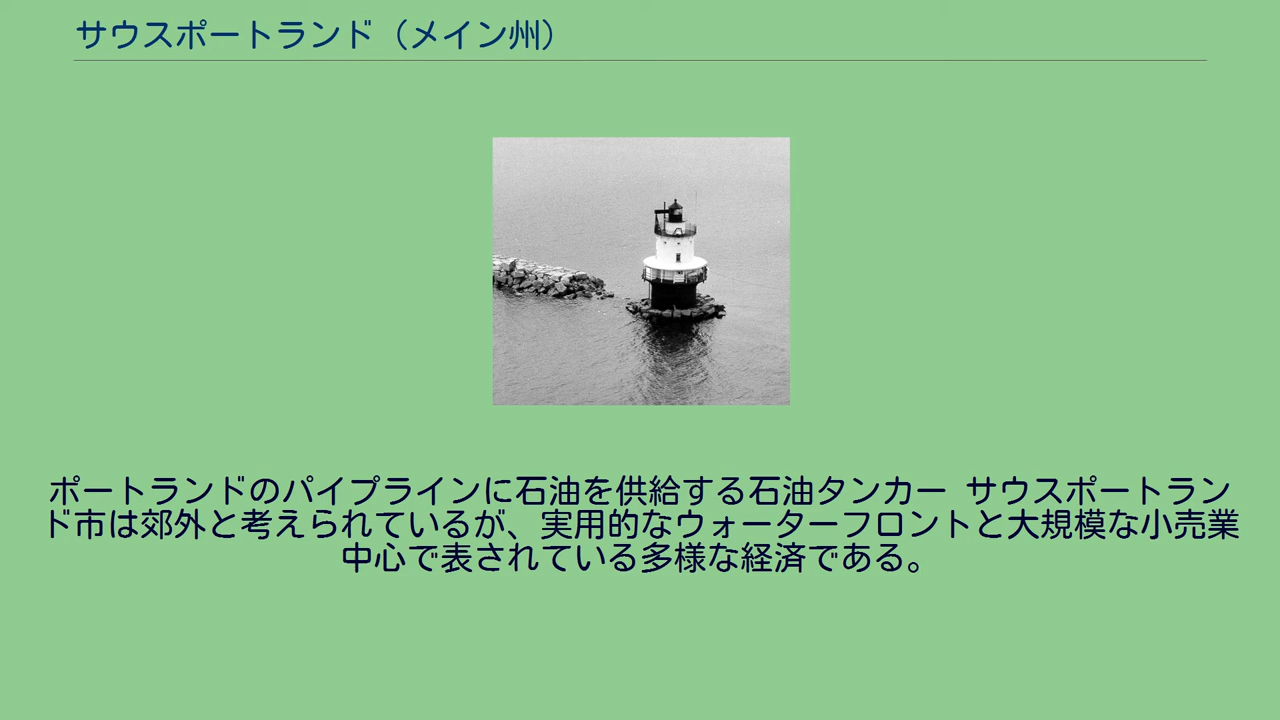 サウスポートランド（メイン州）
ポートランドのパイプラインに石油を供給する石油タンカー サウスポートラン
ド市は郊外と考えられているが、実用的なウォーターフロントと大規模な小売業
中心で表されている多様な経済である。